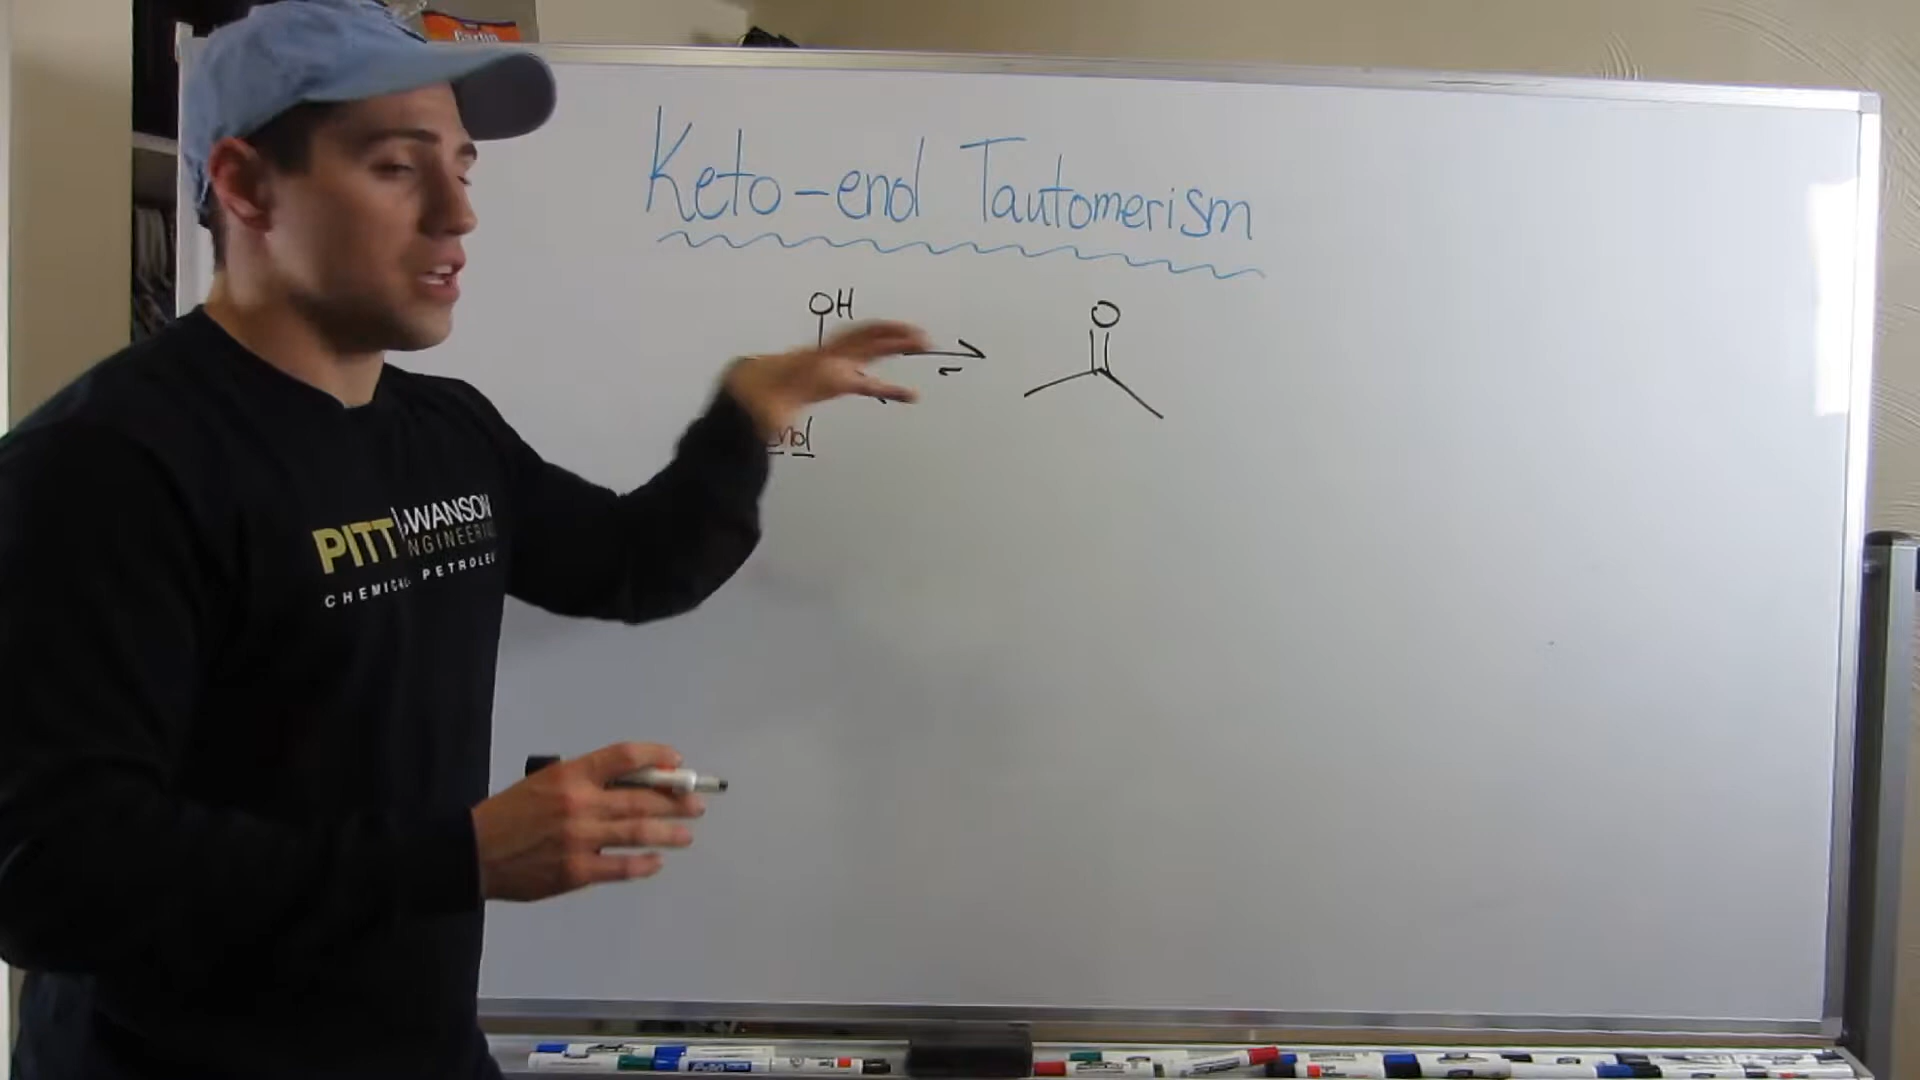 Keto-enol Tautomerism
OH
O
enol
PITT SWANSON
ENGINEERING
CHEMICAL PETROLEUM